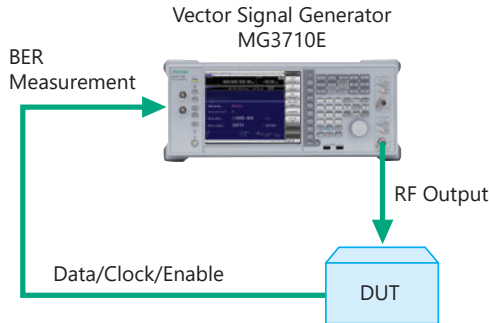 Vector Signal Generator
MG3710E
BER
Measurement
RF Output
Data/Clock/Enable
DUT